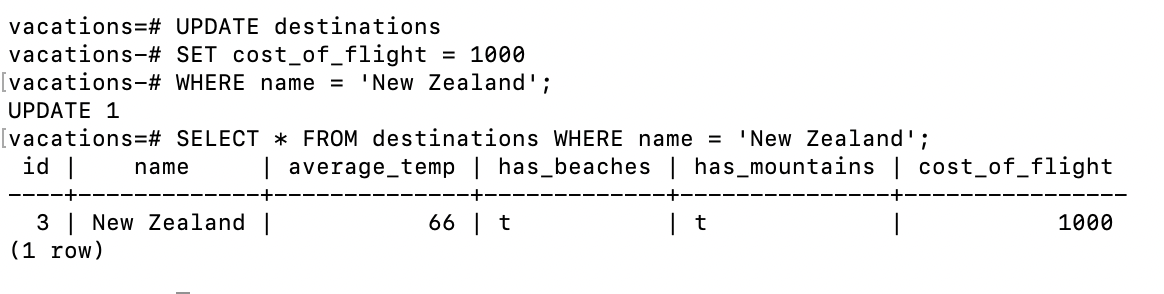 vacations=# UPDATE destinations
vacations-# SET cost_of_flight = 1000
[vacations-# WHERE name = 'New Zealand';
UPDATE 1
[vacations=# SELECT * FROM destinations WHERE name = 'New Zealand';
 id |    name     | average_temp | has_beaches | has_mountains | cost_of_flight
----+-------------+--------------+-------------+---------------+----------------
  3 | New Zealand |           66 | t           | t             |           1000
(1 row)